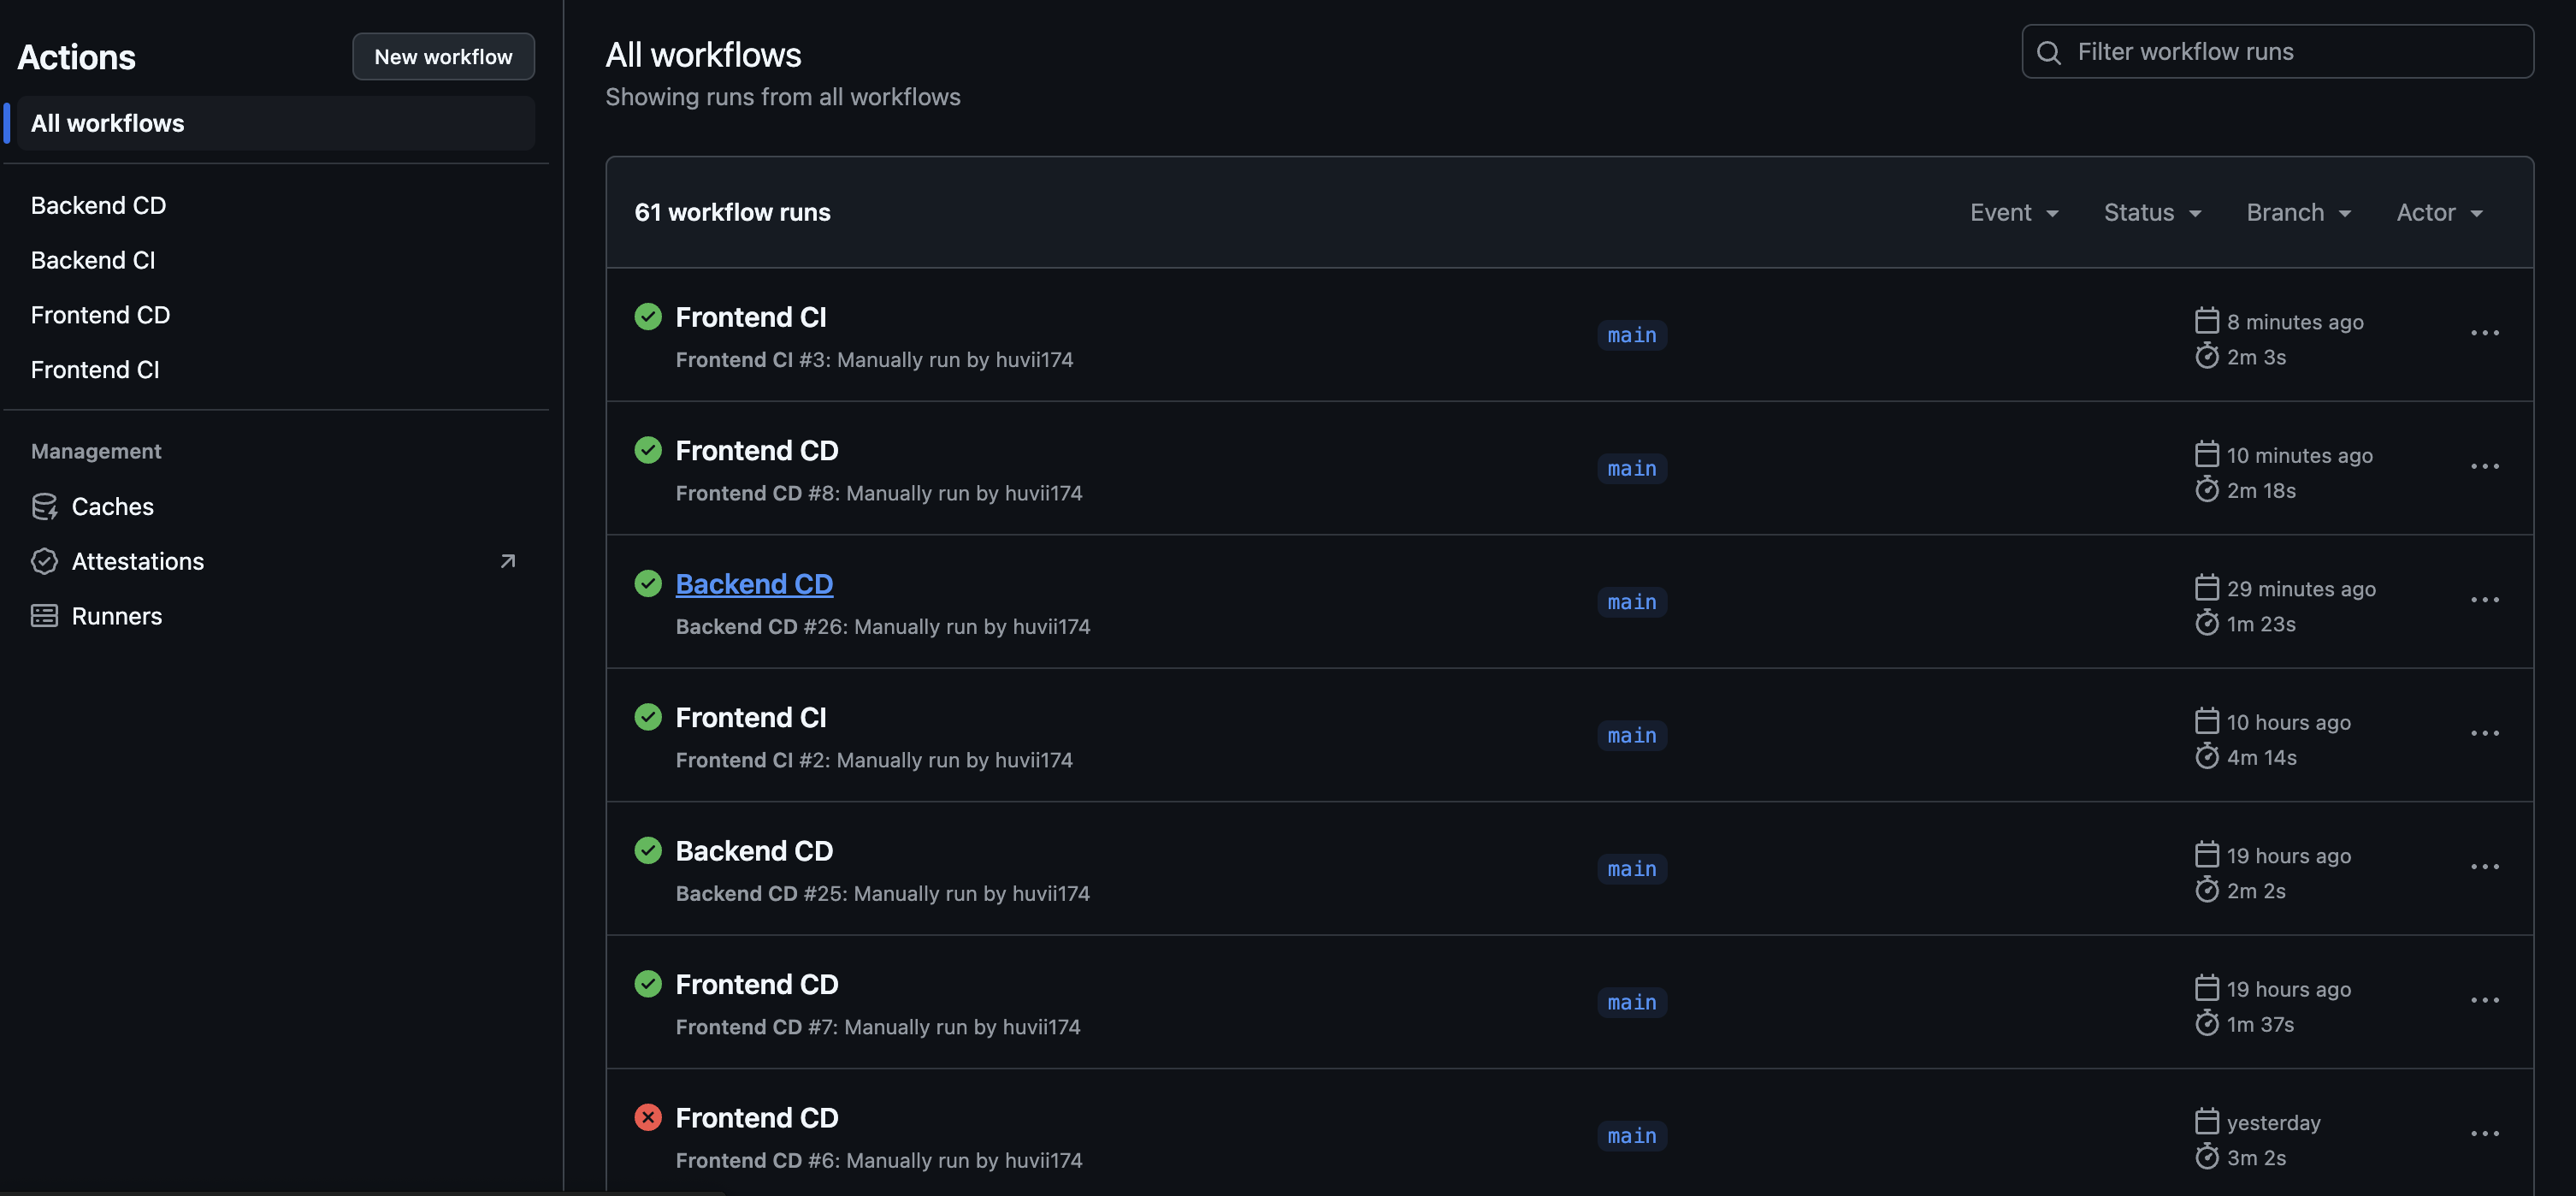 Actions
New workflow
All workflows
Backend CD
Backend CI
Frontend CD
Frontend CI
Management
Caches
Attestations
Runners
All workflows
Showing runs from all workflows
Filter workflow runs
61 workflow runs
Event
Status
Branch
Actor
Frontend CI
Frontend CI #3: Manually run by huvii174
main
8 minutes ago
2m 3s
Frontend CD
Frontend CD #8: Manually run by huvii174
main
10 minutes ago
2m 18s
Backend CD
Backend CD #26: Manually run by huvii174
main
29 minutes ago
1m 23s
Frontend CI
Frontend CI #2: Manually run by huvii174
main
10 hours ago
4m 14s
Backend CD
Backend CD #25: Manually run by huvii174
main
19 hours ago
2m 2s
Frontend CD
Frontend CD #7: Manually run by huvii174
main
19 hours ago
1m 37s
Frontend CD
Frontend CD #6: Manually run by huvii174
main
yesterday
3m 2s